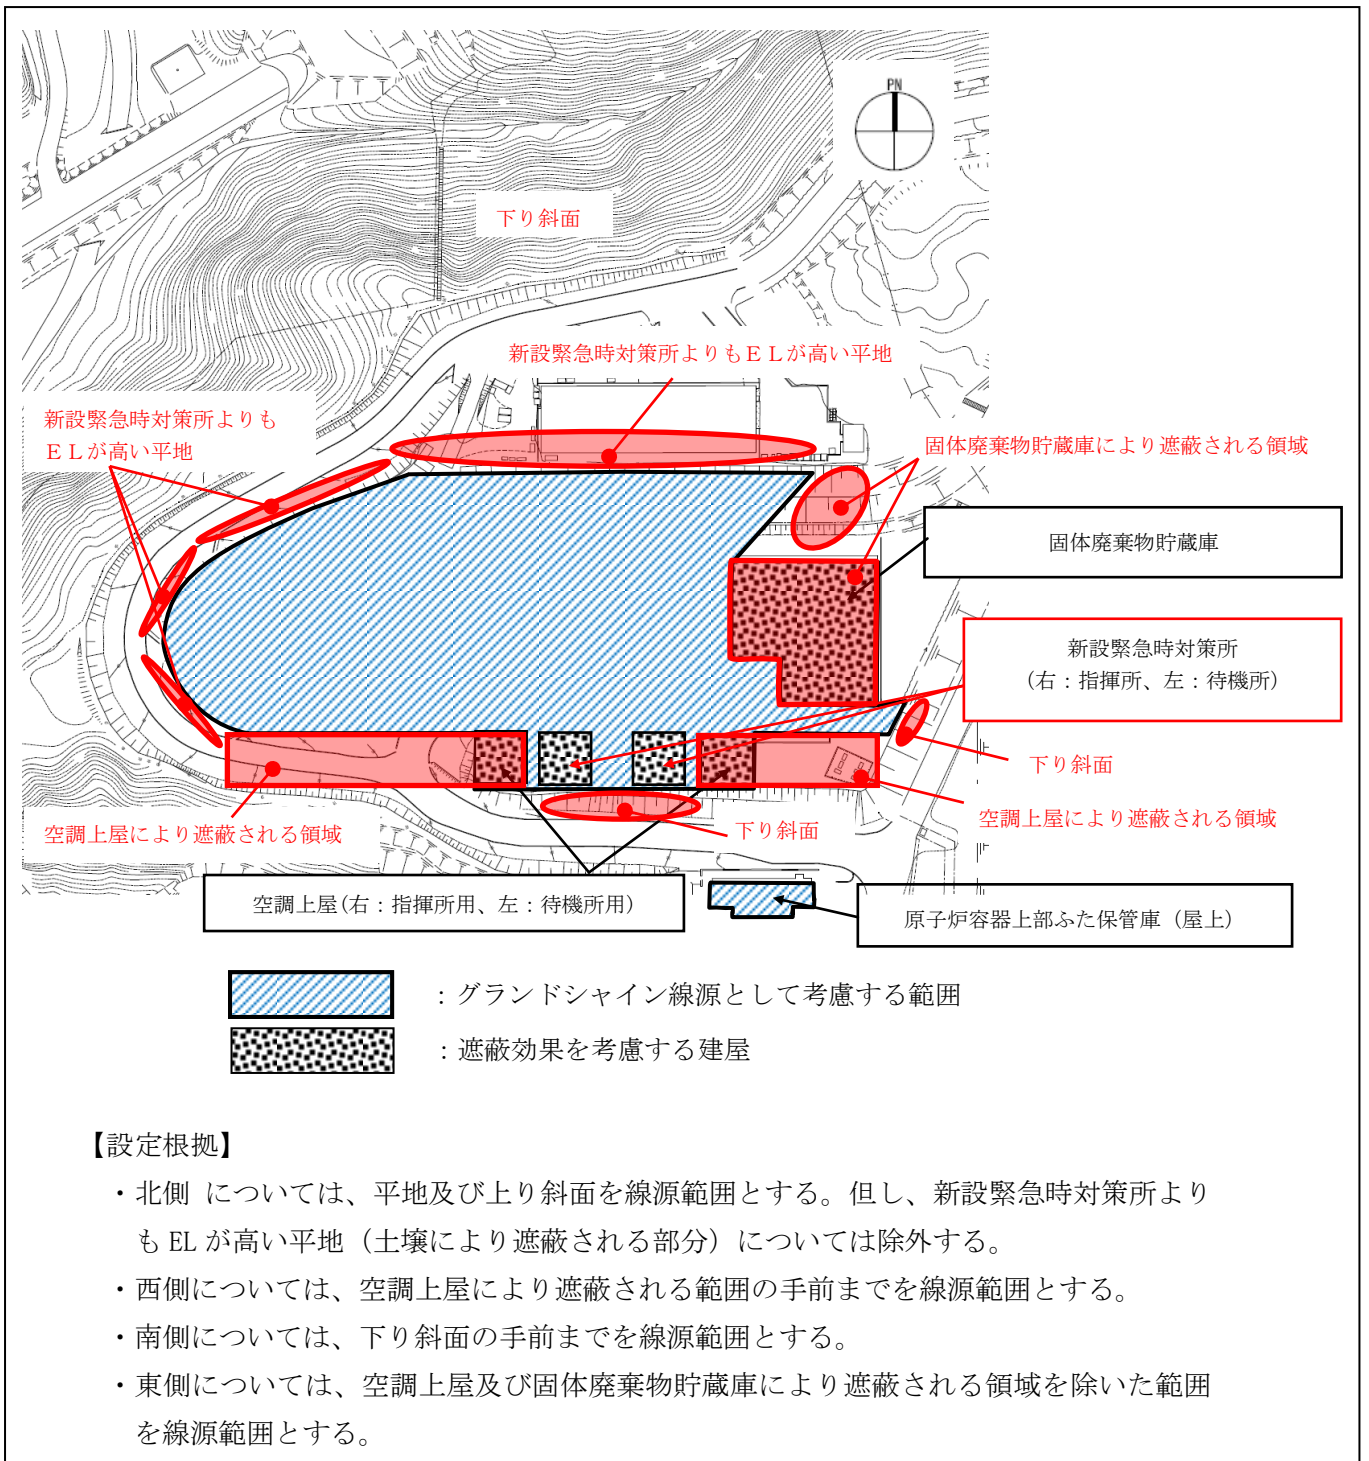 PN
下り斜面
新設緊急時対策所よりもＥＬが高い平地
新設緊急時対策所よりも
ＥＬが高い平地
固体廃棄物貯蔵庫により遮蔽される領域
固体廃棄物貯蔵庫
新設緊急時対策所
（右：指揮所、左：待機所）
下り斜面
空調上屋により遮蔽される領域
空調上屋により遮蔽される領域
下り斜面
空調上屋（右：指揮所用、左：待機所用）
原子炉容器上部ふた保管庫（屋上）
：グランドシャイン線源として考慮する範囲
：遮蔽効果を考慮する建屋
【設定根拠】
・北側 については、平地及び上り斜面を線源範囲とする。但し、新設緊急時対策所より
も EL が高い平地（土壌により遮蔽される部分）については除外する。
・西側については、空調上屋により遮蔽される範囲の手前までを線源範囲とする。
・南側については、下り斜面の手前までを線源範囲とする。
・東側については、空調上屋及び固体廃棄物貯蔵庫により遮蔽される領域を除いた範囲
を線源範囲とする。